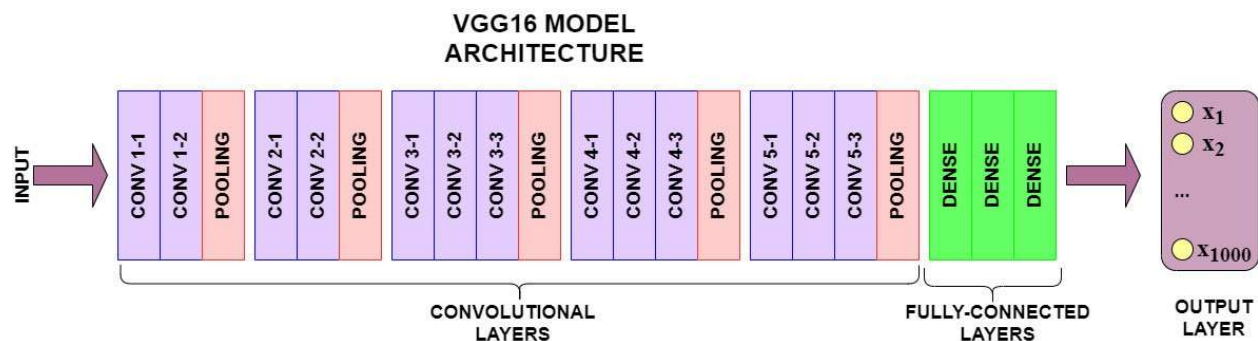 VGG16 MODEL
ARCHITECTURE
INPUT
CONV 1-1
CONV 1-2
POOLING
CONV 2-1
CONV 2-2
POOLING
CONV 3-1
CONV 3-2
CONV 3-3
POOLING
CONV 4-1
CONV 4-2
CONV 4-3
POOLING
CONV 5-1
CONV 5-2
CONV 5-3
POOLING
DENSE
DENSE
DENSE
x1
x2
...
x1000
CONVOLUTIONAL
LAYERS
FULLY-CONNECTED
LAYERS
OUTPUT
LAYER